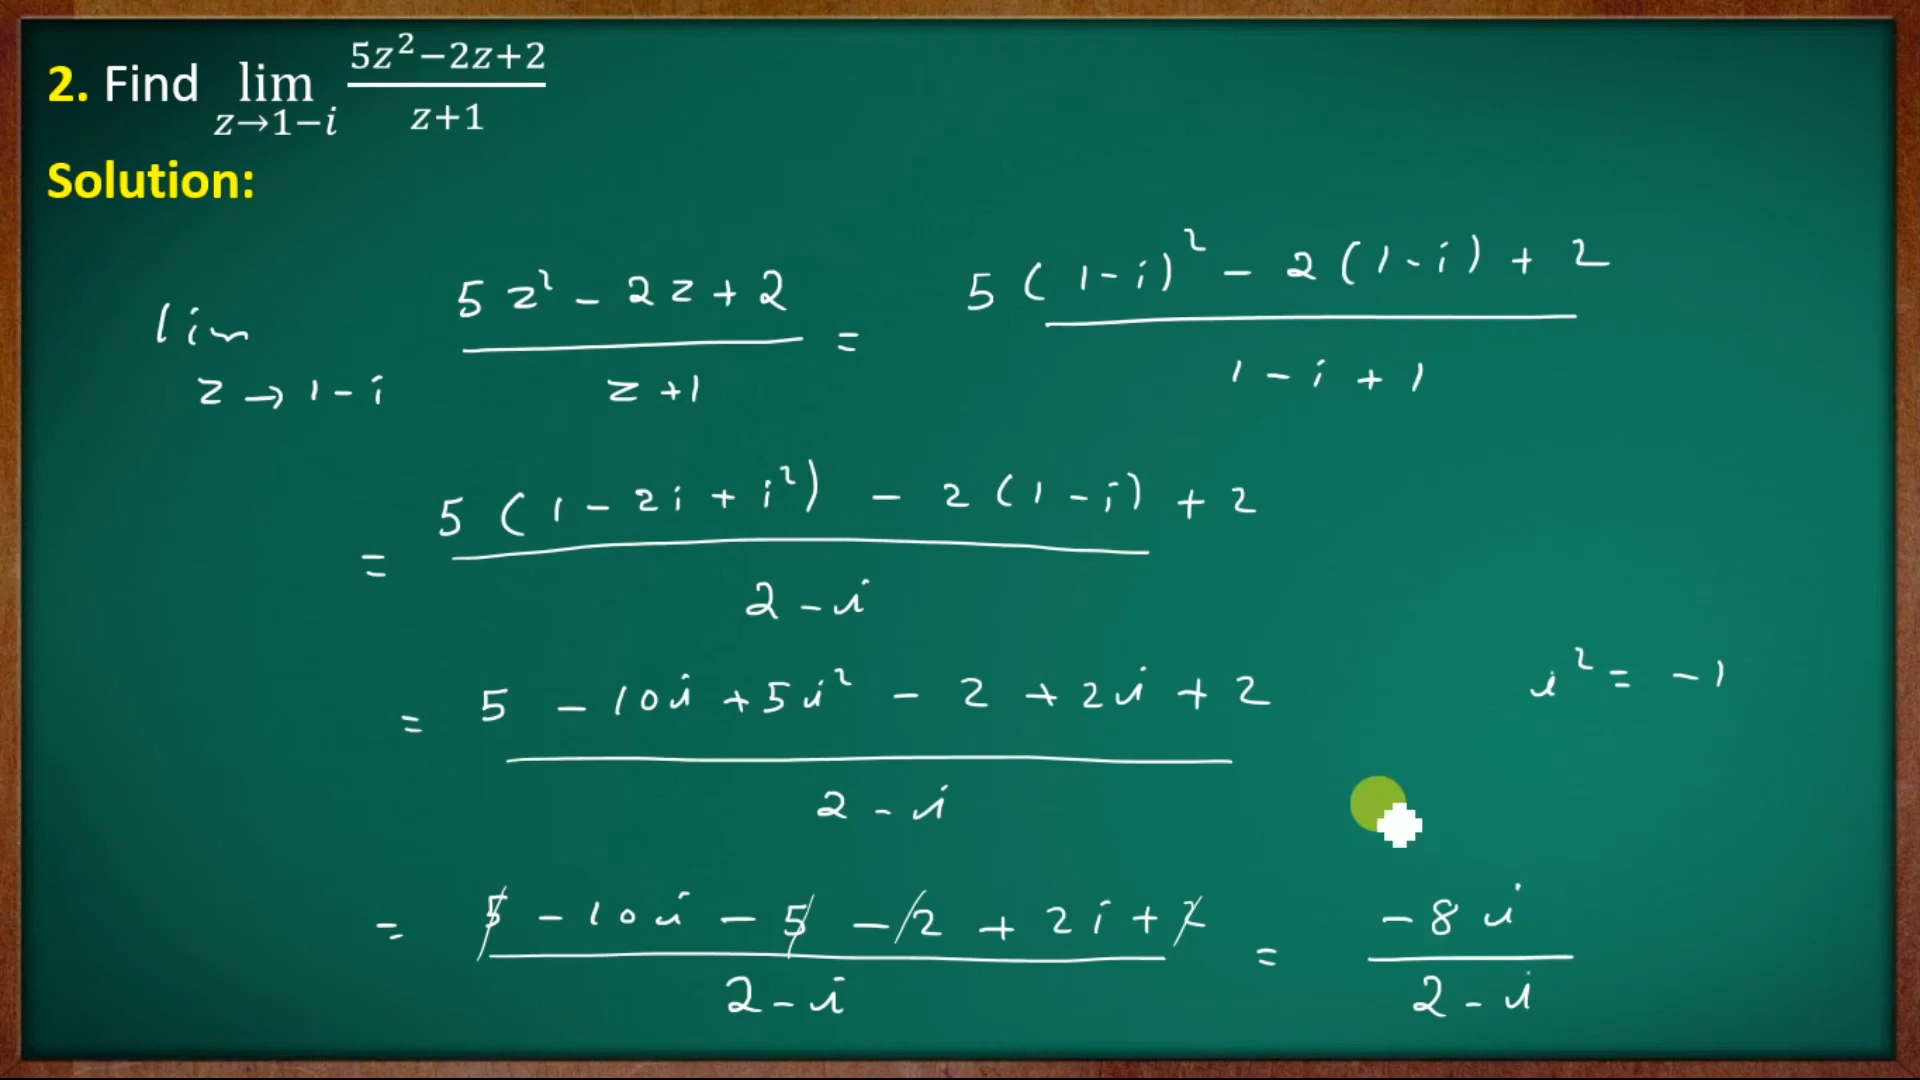 2. Find lim z→1−i (5z²−2z+2)/(z+1)
Solution:
lim z→1-i (5z² - 2z + 2)/(z+1) = (5(1-i)² - 2(1-i) + 2)/(1-i+1)
= (5(1-2i+i²) - 2(1-i) + 2)/(2-i)
= (5 - 10i + 5i² - 2 + 2i + 2)/(2-i)
i² = -1
= (5 - 10i - 5 - 2 + 2i + 2)/(2-i) = (-8i)/(2-i)